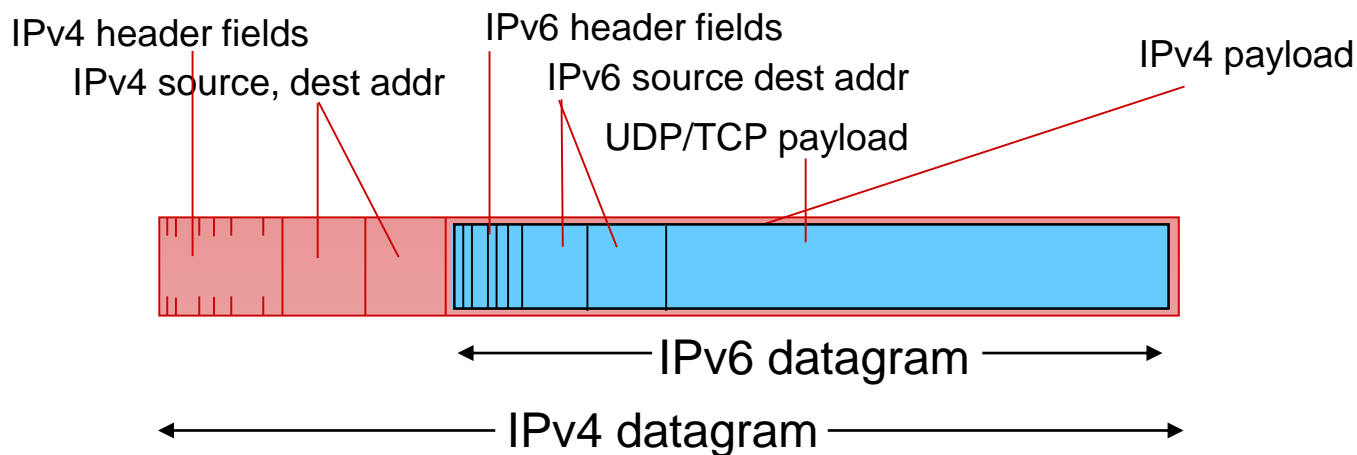 IPv4 header fields
IPv6 header fields
IPv4 payload
IPv4 source, dest addr
IPv6 source dest addr
UDP/TCP payload
IPv6 datagram
IPv4 datagram